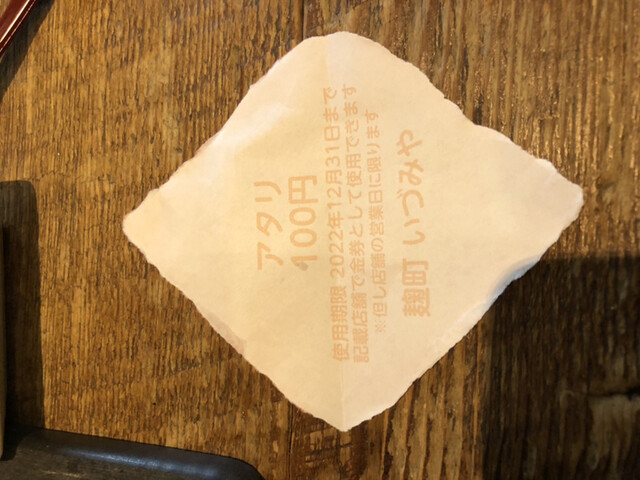 アタリ
100円
使用期限 2022年12月31日まで
記載店舗で金券として使用できます
※但し店舗の営業日に限ります
麹町 いづみや